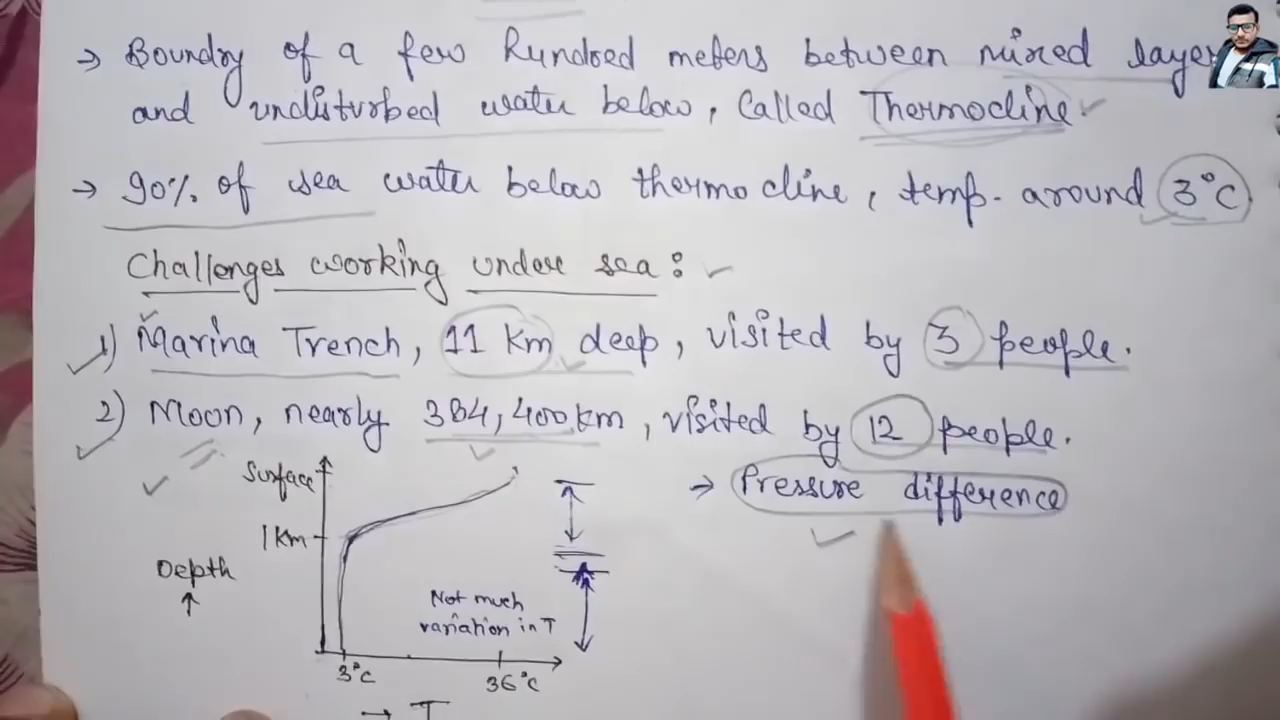 → Boundry of a few Hundred meters between mixed layer
and undisturbed water below, Called Thermocline
→ 90% of sea water below thermocline, temp. around 3°C
Challenges working under sea:
1) Marina Trench, 11 Km deep, visited by 3 people.
2) Moon, nearly 384,400 km, visited by 12 people.
Surface
→ Pressure difference
1 Km
Depth
↑
Not much
variation in T
3°C 36°C
→ T